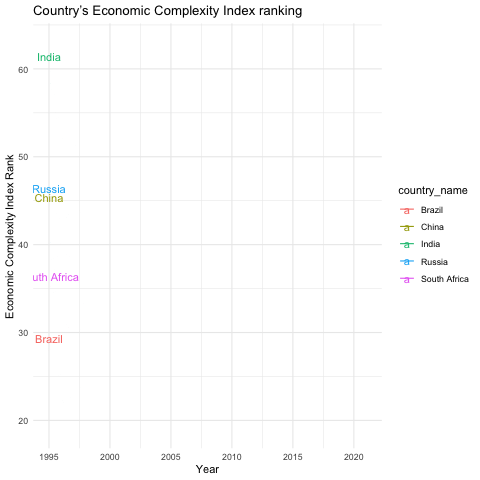 Country's Economic Complexity Index ranking
Economic Complexity Index Rank
60
50
40
30
20
India
Russia
China
uth Africa
Brazil
1995
2000
2005
2010
2015
2020
Year
country_name
a Brazil
a China
a India
a Russia
a South Africa